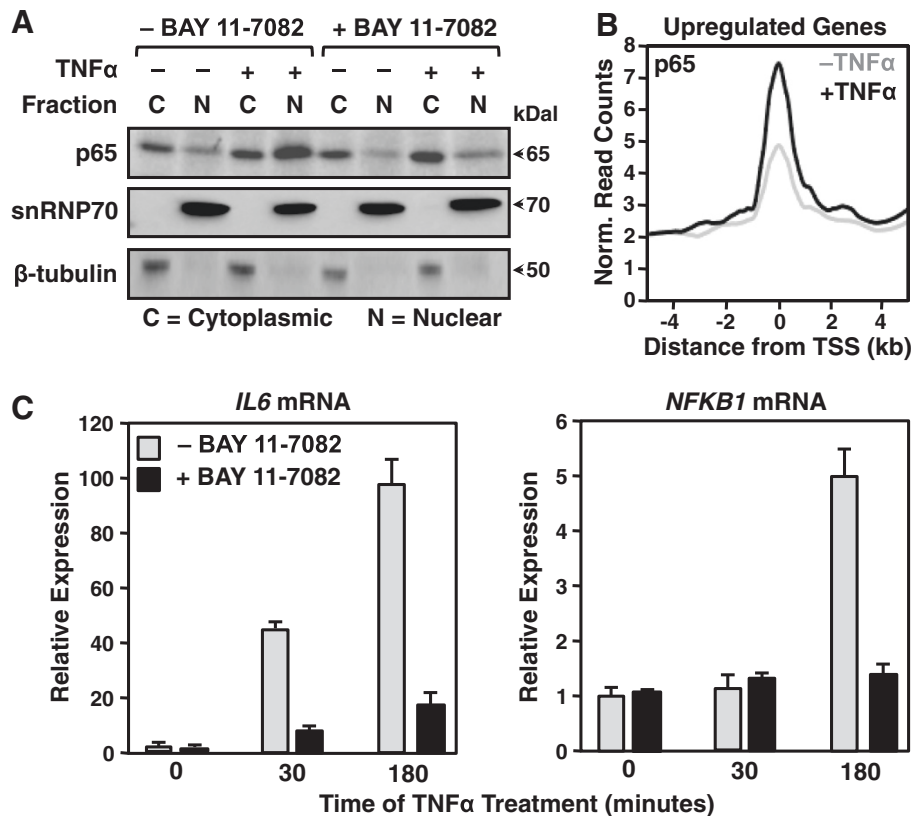 A
– BAY 11-7082 + BAY 11-7082
TNFα – – + + – – + +
Fraction C N C N C N C N kDal
p65 65
snRNP70 70
β-tubulin 50
C = Cytoplasmic N = Nuclear
B
Upregulated Genes
p65
–TNFα
+TNFα
Norm. Read Counts
8
7
6
5
4
3
2
1
0
-4 -2 0 2 4
Distance from TSS (kb)
C
IL6 mRNA
– BAY 11-7082
+ BAY 11-7082
Relative Expression
120
100
80
60
40
20
0
0 30 180
NFKB1 mRNA
Relative Expression
6
5
4
3
2
1
0
0 30 180
Time of TNFα Treatment (minutes)